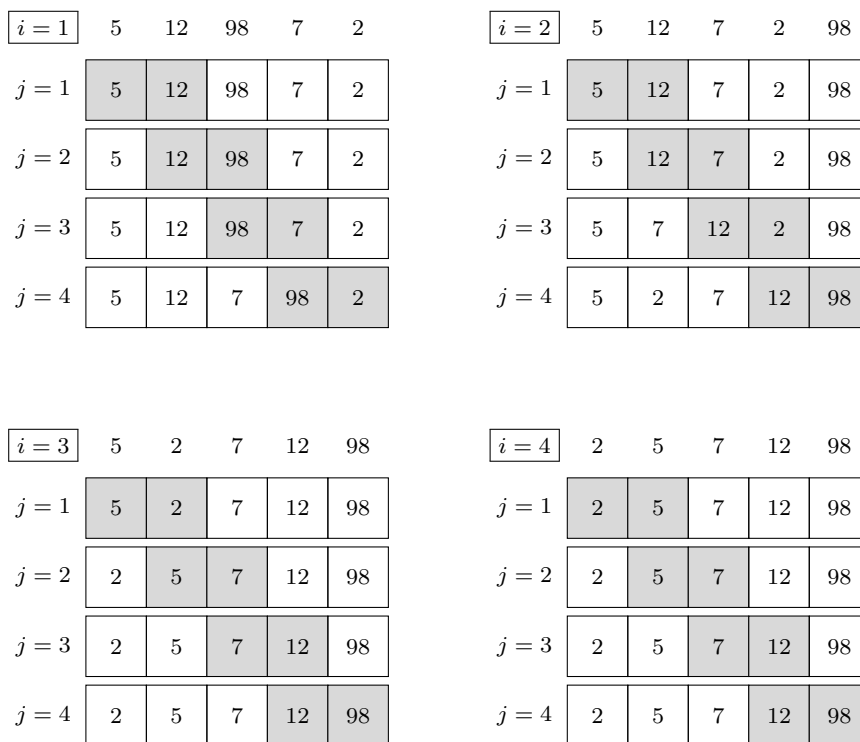 i = 1 5 12 98 7 2
j = 1 5 12 98 7 2
j = 2 5 12 98 7 2
j = 3 5 12 98 7 2
j = 4 5 12 7 98 2
i = 2 5 12 7 2 98
j = 1 5 12 7 2 98
j = 2 5 12 7 2 98
j = 3 5 7 12 2 98
j = 4 5 2 7 12 98
i = 3 5 2 7 12 98
j = 1 5 2 7 12 98
j = 2 2 5 7 12 98
j = 3 2 5 7 12 98
j = 4 2 5 7 12 98
i = 4 2 5 7 12 98
j = 1 2 5 7 12 98
j = 2 2 5 7 12 98
j = 3 2 5 7 12 98
j = 4 2 5 7 12 98